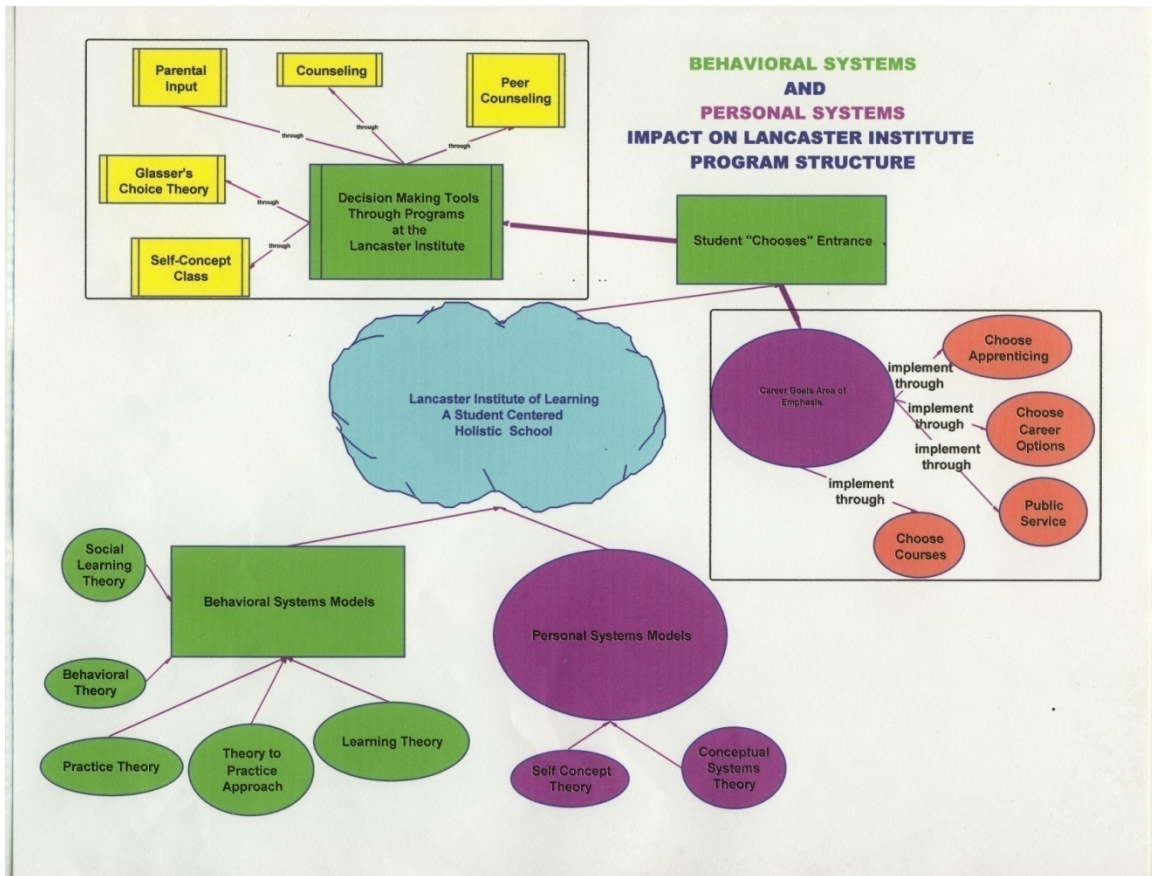 BEHAVIORAL SYSTEMS
AND
PERSONAL SYSTEMS
IMPACT ON LANCASTER INSTITUTE
PROGRAM STRUCTURE
Parental
Input
Counseling
Peer
Counseling
through
through
through
Glasser's
Choice Theory
through
Self-Concept
Class
through
Decision Making Tools
Through Programs
at the
Lancaster Institute
Student "Chooses" Entrance
Lancaster Institute of Learning
A Student Centered
Holistic School
Career Goals Area of
Emphasis
implement
through
Choose
Apprenticing
implement
through
Choose
Career
Options
implement
through
Public
Service
implement
through
Choose
Courses
Social
Learning
Theory
Behavioral Systems Models
Behavioral
Theory
Practice Theory
Theory to
Practice
Approach
Learning Theory
Personal Systems Models
Self Concept
Theory
Conceptual
Systems
Theory